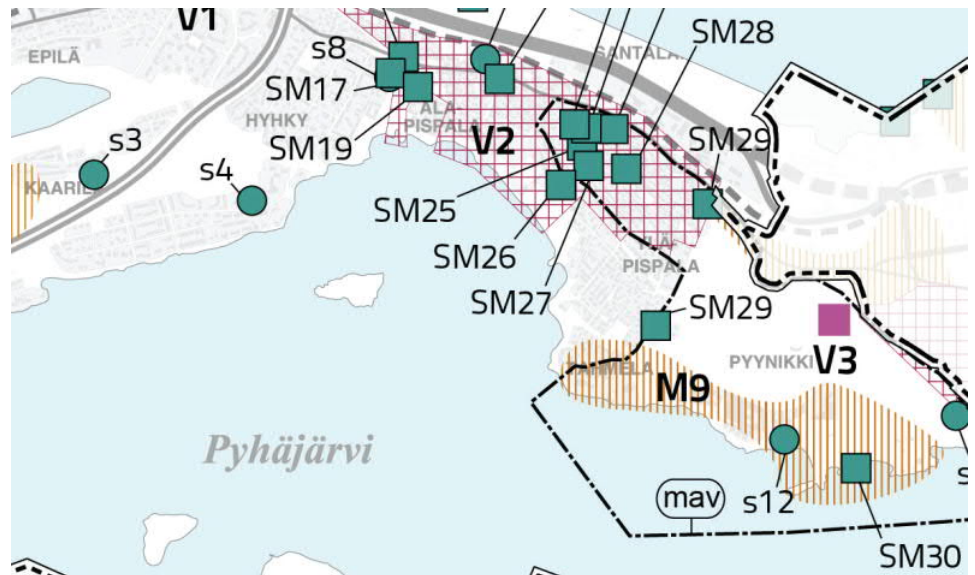 V1
EPILÄ
SANTALA
SM28
s8
SM17
HYHKY
ALA-
PISPALA
V2
SM19
s3
SM29
s4
SM25
SM26
YLÄ-
PISPALA
SM27
SM29
PYYNIKKI
V3
TAHMELA
M9
Pyhäjärvi
mav
s12
SM30